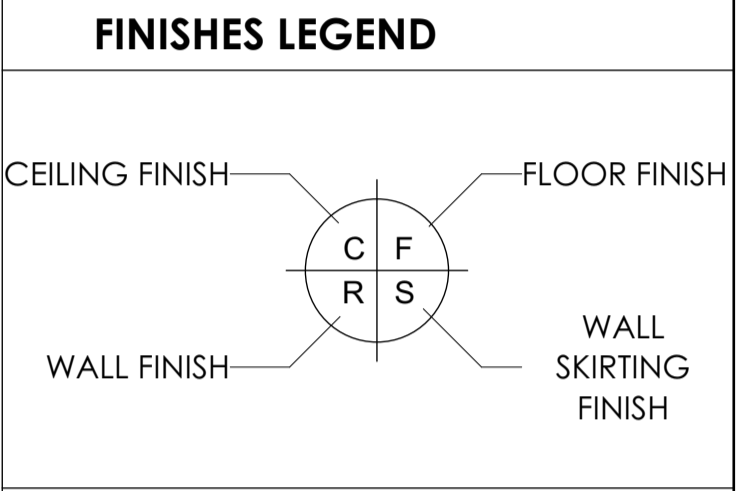 FINISHES LEGEND
CEILING FINISH
FLOOR FINISH
C F
R S
WALL FINISH
WALL
SKIRTING
FINISH